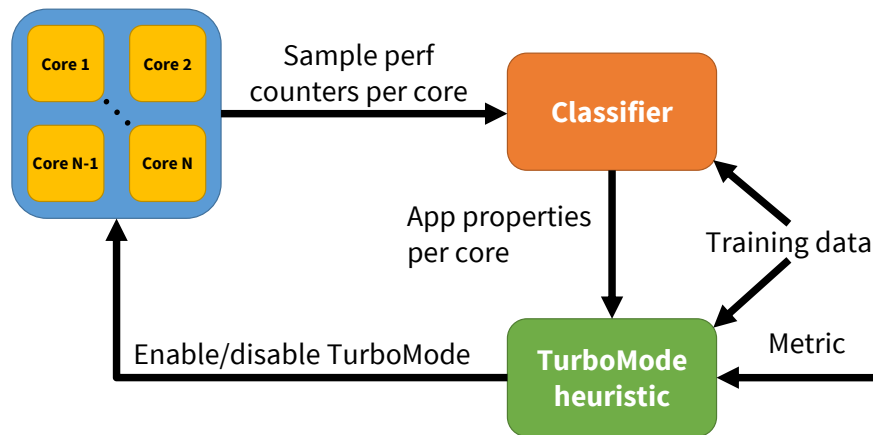 Core 1
Core 2
Core N-1
Core N
Sample perf
counters per core
Classifier
App properties
per core
Training data
Enable/disable TurboMode
TurboMode
heuristic
Metric